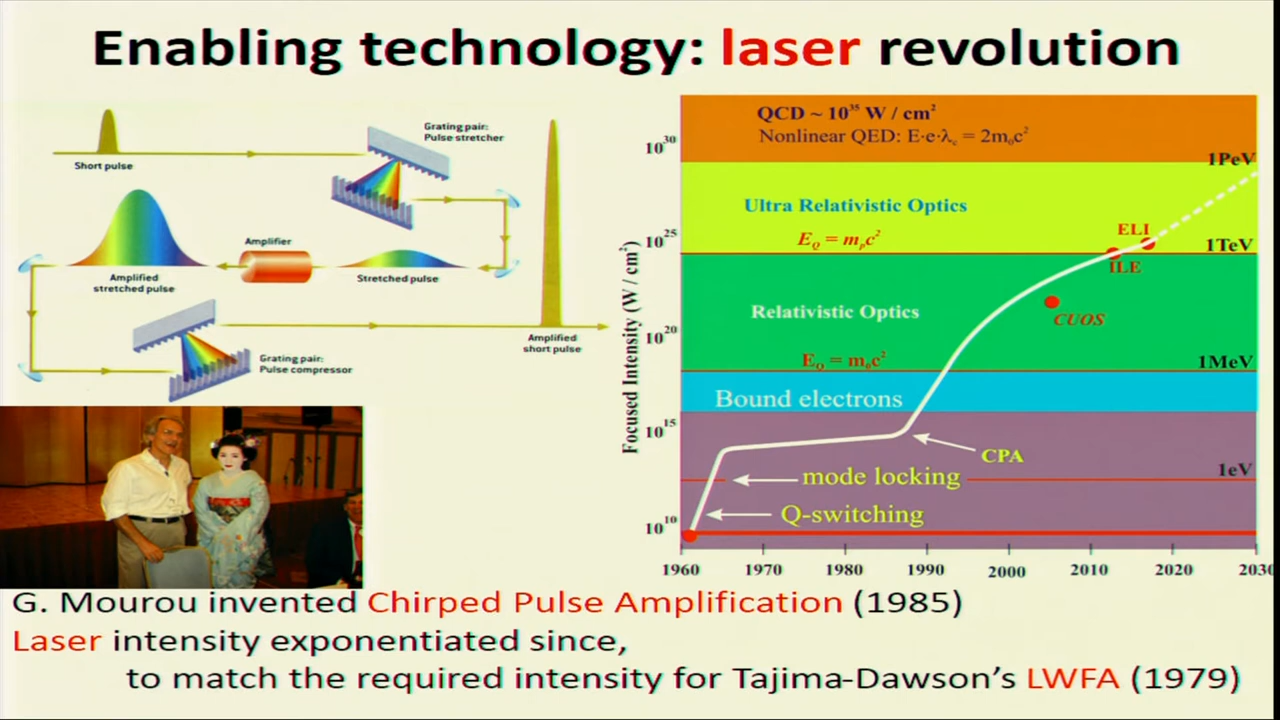 Enabling technology: laser revolution
Short pulse
Grating pair:
Pulse stretcher
Amplifier
Stretched pulse
Amplified
stretched pulse
Grating pair:
Pulse compressor
Amplified
short pulse
Focused Intensity (W / cm²)
10³⁰
10²⁵
10²⁰
10¹⁵
10¹⁰
QCD ~ 10³⁵ W / cm²
Nonlinear QED: E·e·λc = 2m₀c²
1PeV
Ultra Relativistic Optics
E_Q = mₚc²
ELI
1TeV
ILE
Relativistic Optics
CUOS
E_Q = m₀c²
1MeV
Bound electrons
CPA
1eV
mode locking
Q-switching
1960 1970 1980 1990 2000 2010 2020 2030
G. Mourou invented Chirped Pulse Amplification (1985)
Laser intensity exponentiated since,
to match the required intensity for Tajima-Dawson's LWFA (1979)